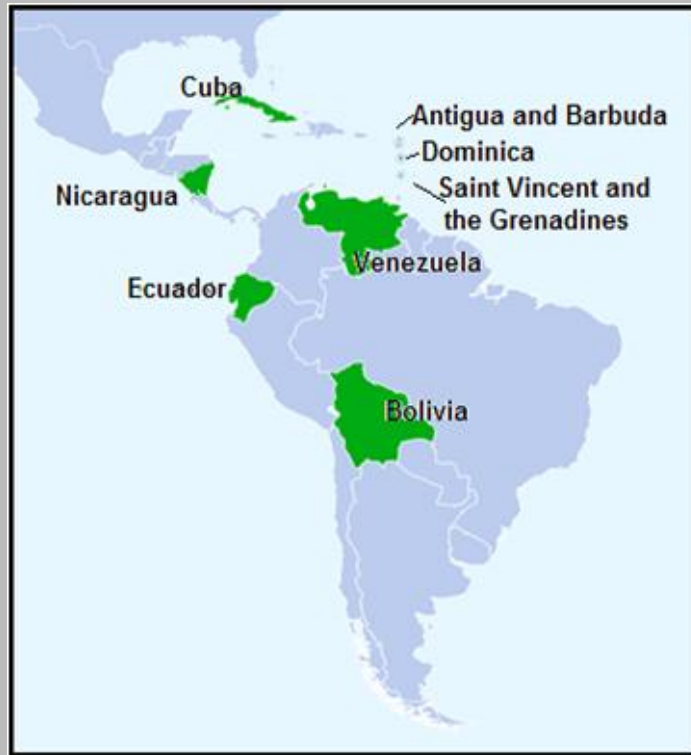 Cuba
Antigua and Barbuda
Dominica
Saint Vincent and
the Grenadines
Nicaragua
Venezuela
Ecuador
Bolivia